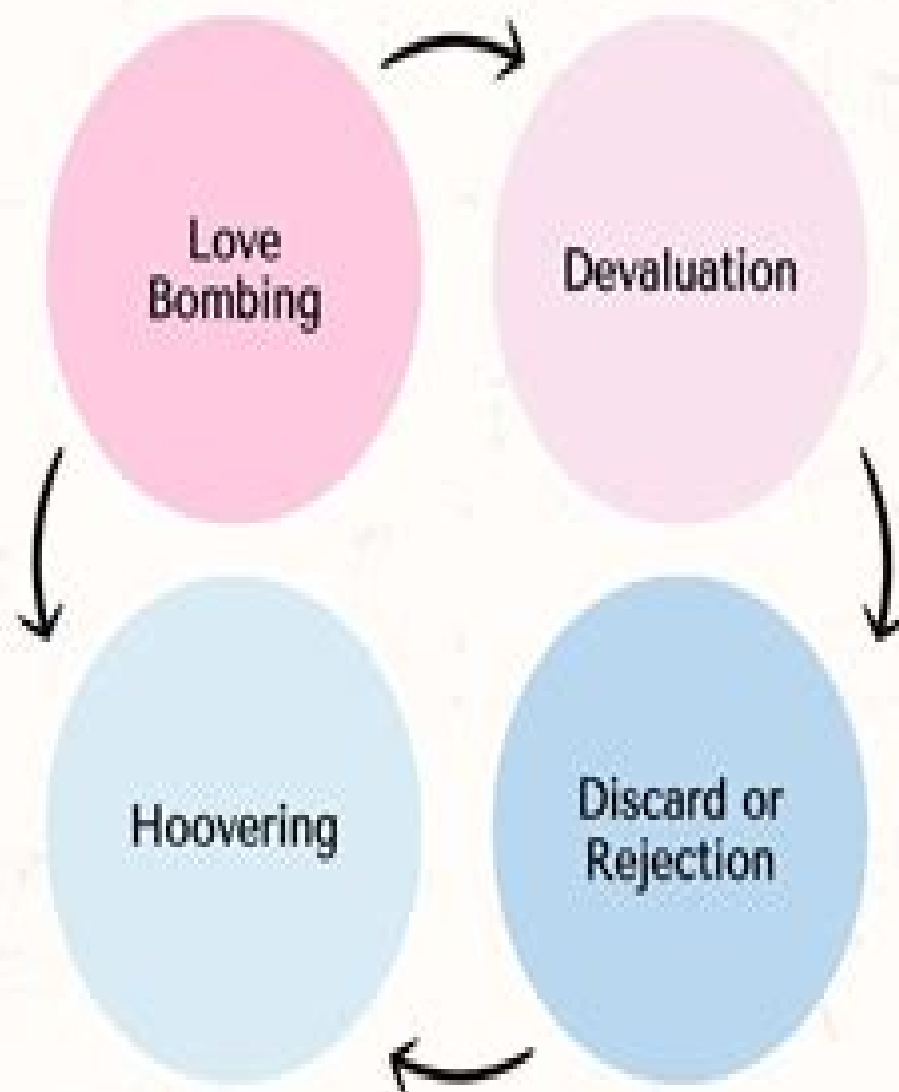 Love
Bombing
Devaluation
Hoovering
Discard or
Rejection